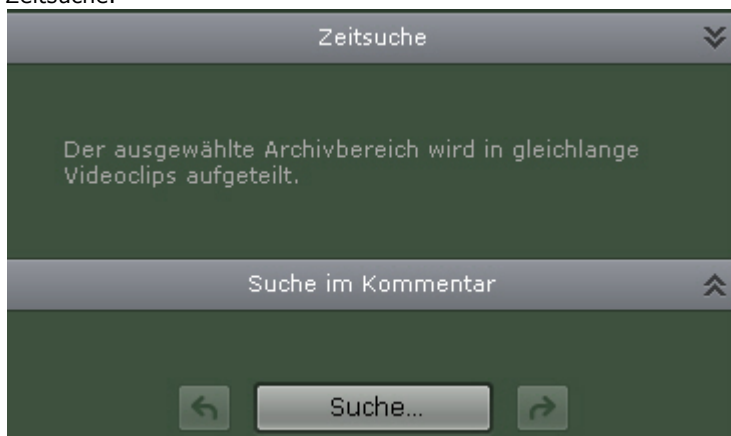 Zeitsuche.
Zeitsuche
Der ausgewählte Archivbereich wird in gleichlange
Videoclips aufgeteilt.
Suche im Kommentar
Suche...